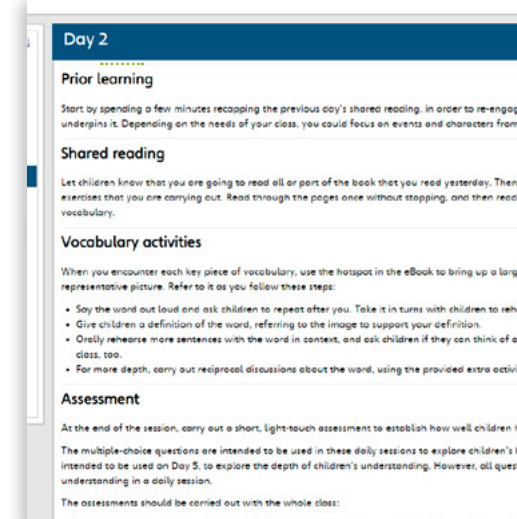 Day 2
Prior learning
Start by spending a few minutes recapping the previous day's shared reading, in order to re-engag
underpins it. Depending on the needs of your class, you could focus on events and characters from
Shared reading
Let children know that you are going to read all or part of the book that you read yesterday. Then
exercises that you are carrying out. Read through the pages once without stopping, and then read
vocabulary.
Vocabulary activities
When you encounter each key piece of vocabulary, use the hotspot in the eBook to bring up a larg
representative picture. Refer to it as you follow these steps:
• Say the word out loud and ask children to repeat after you. Take it in turns with children to reh
• Give children a definition of the word, referring to the image to support your definition.
• Orally rehearse more sentences with the word in context, and ask children if they can think of a
class, too.
• For more depth, carry out reciprocal discussions about the word, using the provided extra activi
Assessment
At the end of the session, carry out a short, light-touch assessment to establish how well children
The multiple-choice questions are intended to be used in these daily sessions to explore children's
intended to be used on Day 5, to explore the depth of children's understanding. However, all ques
understanding in a daily session.
The assessments should be carried out with the whole class: